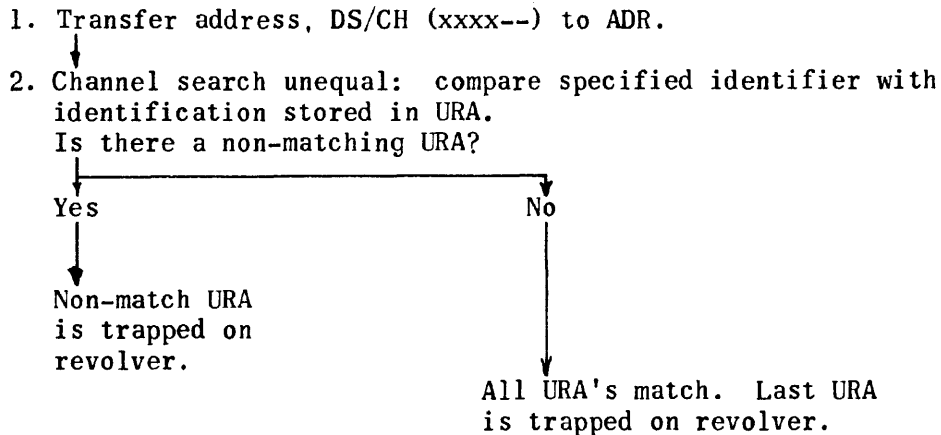 1. Transfer address, DS/CH (xxxx--) to ADR.
2. Channel search unequal: compare specified identifier with
identification stored in URA.
Is there a non-matching URA?
Yes
No
Non-match URA
is trapped on
revolver.
All URA's match. Last URA
is trapped on revolver.